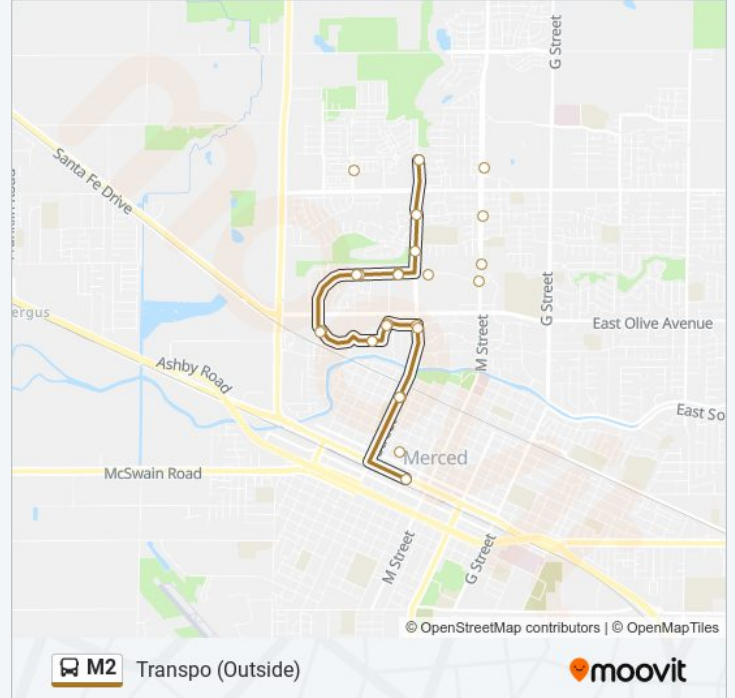 G Street
Santa Fe Drive
ergus
G Street
East Olive Avenue
M Street
Ashby Road
East So
Merced
McSwain Road
M Street
G Street
© OpenStreetMap contributors | © OpenMapTiles
M2 Transpo (Outside)
moovit